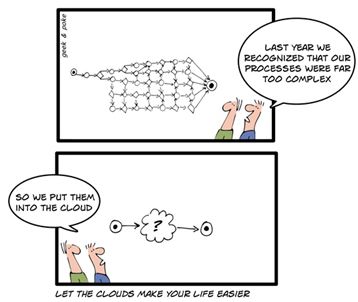 geek & poke
LAST YEAR WE
RECOGNIZED THAT OUR
PROCESSES WERE FAR
TOO COMPLEX
SO WE PUT THEM
INTO THE CLOUD
?
LET THE CLOUDS MAKE YOUR LIFE EASIER